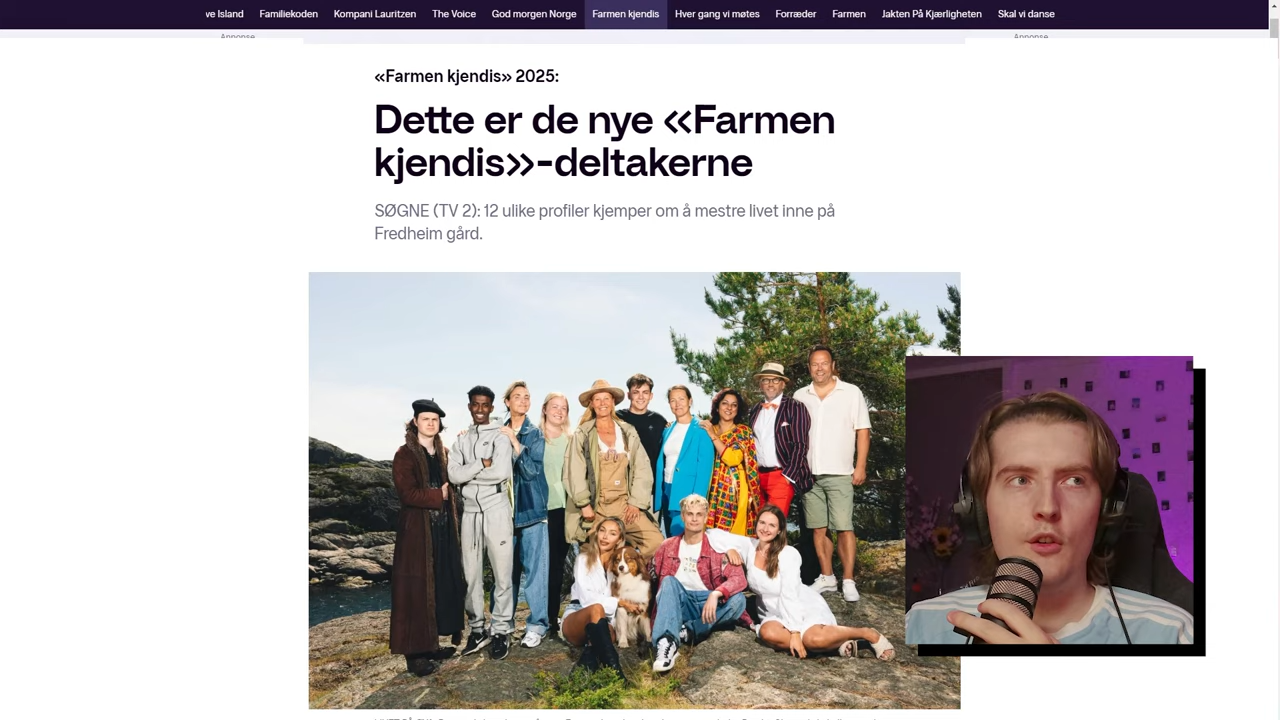 ve Island Familiekoden Kompani Lauritzen The Voice God morgen Norge Farmen kjendis Hver gang vi møtes Forræder Farmen Jakten På Kjærligheten Skal vi danse
Annonse Annonse
«Farmen kjendis» 2025:
Dette er de nye «Farmen
kjendis»-deltakerne
SØGNE (TV 2): 12 ulike profiler kjemper om å mestre livet inne på
Fredheim gård.